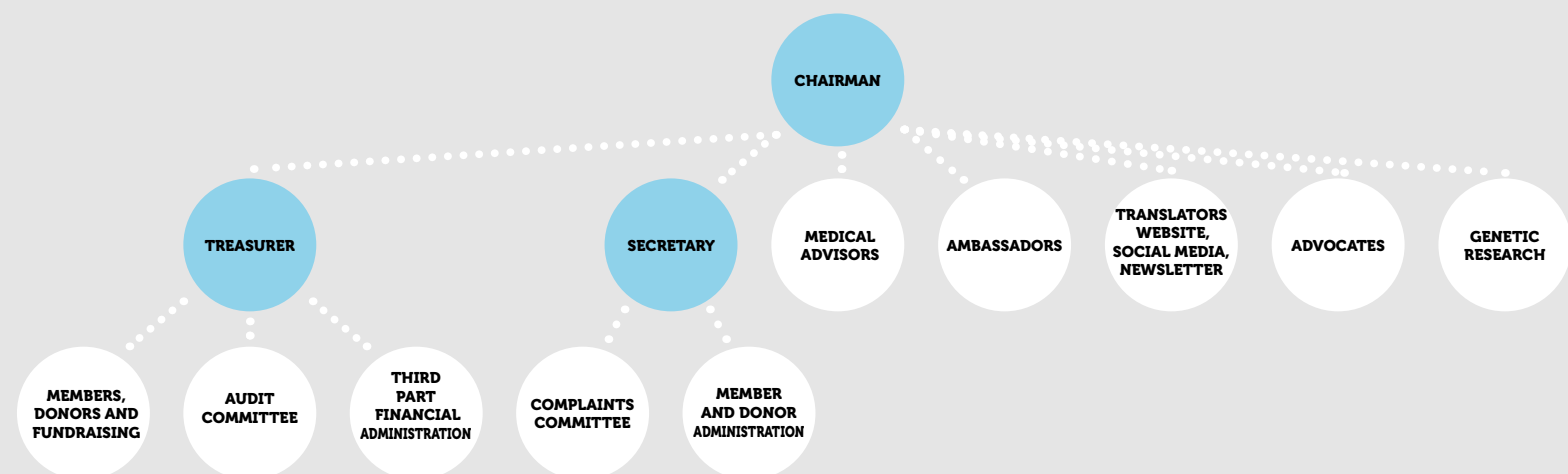 CHAIRMAN
TREASURER
SECRETARY
MEDICAL
ADVISORS
AMBASSADORS
TRANSLATORS
WEBSITE,
SOCIAL MEDIA,
NEWSLETTER
ADVOCATES
GENETIC
RESEARCH
MEMBERS,
DONORS AND
FUNDRAISING
AUDIT
COMMITTEE
THIRD
PART
FINANCIAL
ADMINISTRATION
COMPLAINTS
COMMITTEE
MEMBER
AND DONOR
ADMINISTRATION